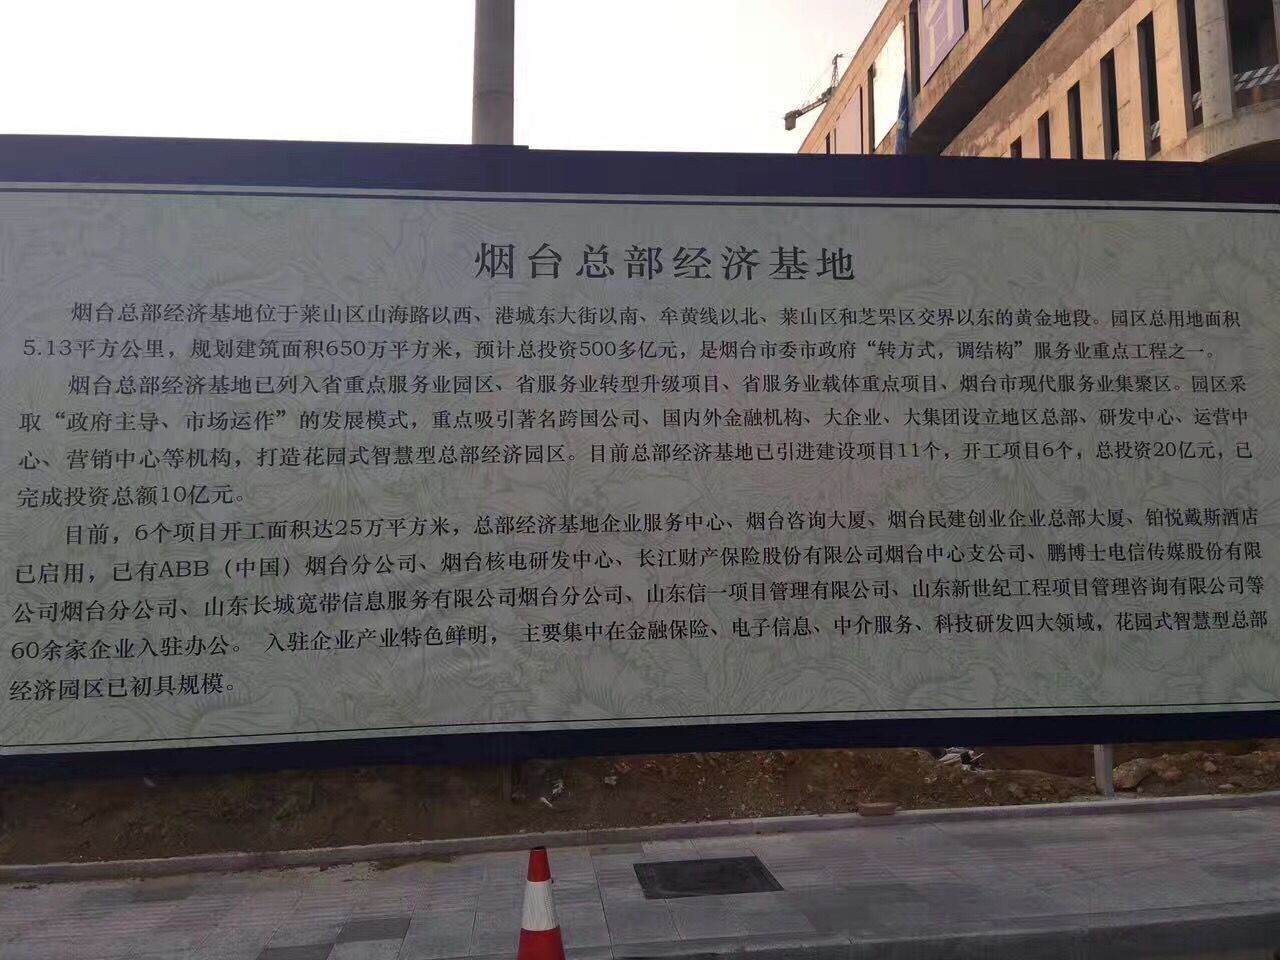 烟台总部经济基地
烟台总部经济基地位于莱山区山海路以西、港城东大街以南、牟黄线以北、莱山区和芝罘区交界以东的黄金地段。园区总用地面积
5.13平方公里，规划建筑面积650万平方米，预计总投资500多亿元，是烟台市委市政府“转方式，调结构”服务业重点工程之一。
烟台总部经济基地已列入省重点服务业园区、省服务业转型升级项目、省服务业载体重点项目、烟台市现代服务业集聚区。园区采
取“政府主导、市场运作”的发展模式，重点吸引著名跨国公司、国内外金融机构、大企业、大集团设立地区总部、研发中心、运营中
心、营销中心等机构，打造花园式智慧型总部经济园区。目前总部经济基地已引进建设项目11个，开工项目6个，总投资20亿元，已
完成投资总额10亿元。
目前，6个项目开工面积达25万平方米，总部经济基地企业服务中心、烟台咨询大厦、烟台民建创业企业总部大厦、铂悦戴斯酒店
已启用，已有ABB（中国）烟台分公司、烟台核电研发中心、长江财产保险股份有限公司烟台中心支公司、鹏博士电信传媒股份有限
公司烟台分公司、山东长城宽带信息服务有限公司烟台分公司、山东信一项目管理有限公司、山东新世纪工程项目管理咨询有限公司等
60余家企业入驻办公。 入驻企业产业特色鲜明， 主要集中在金融保险、电子信息、中介服务、科技研发四大领域，花园式智慧型总部
经济园区已初具规模。